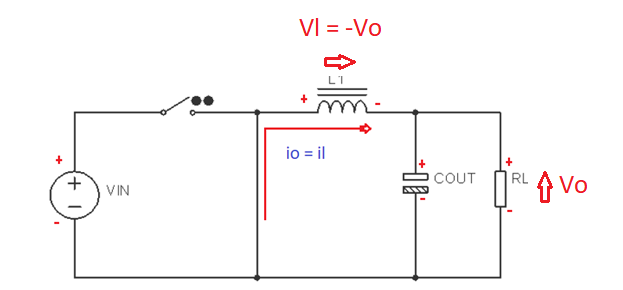 Vl = -Vo
L1
+ -
io = il
+
+ -
VIN
-
+
COUT
-
+
RL
-
Vo